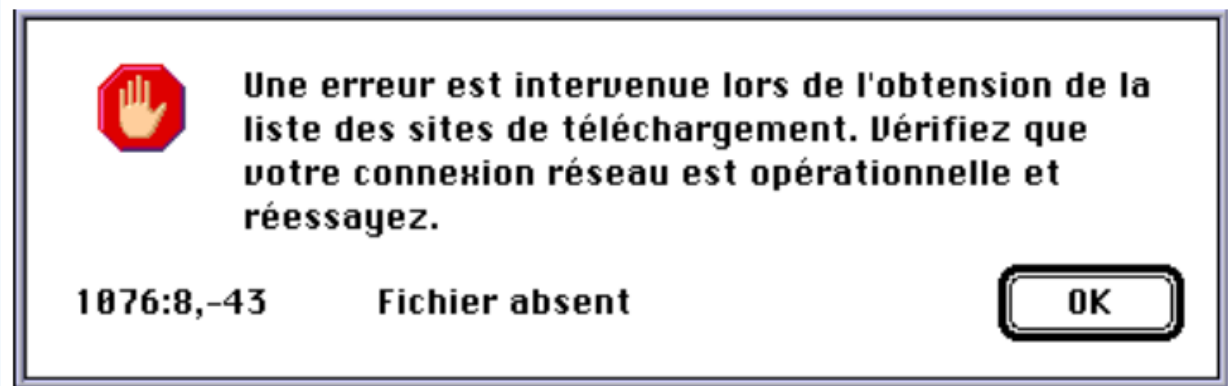 Une erreur est intervenue lors de l'obtension de la
liste des sites de téléchargement. Vérifiez que
votre connexion réseau est opérationnelle et
réessayez.
1076:8,-43 Fichier absent OK